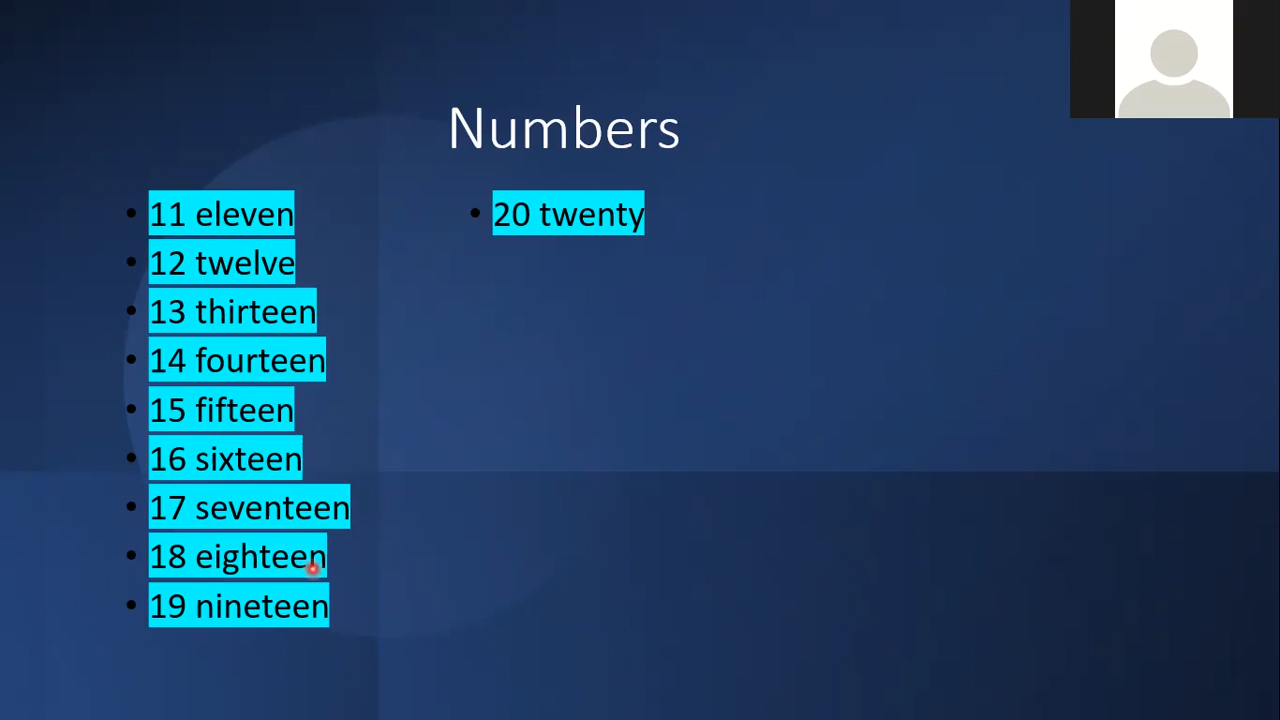 Numbers
• 11 eleven
• 12 twelve
• 13 thirteen
• 14 fourteen
• 15 fifteen
• 16 sixteen
• 17 seventeen
• 18 eighteen
• 19 nineteen
• 20 twenty